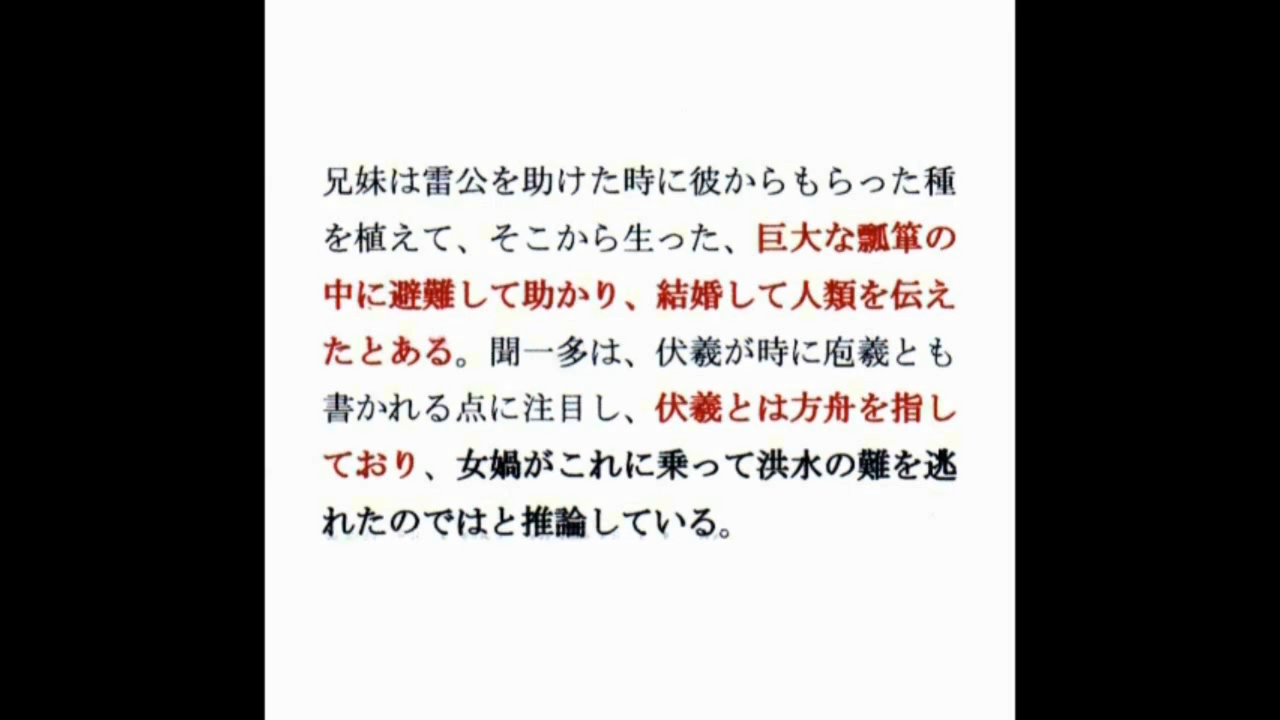 兄妹は雷公を助けた時に彼からもらった種
を植えて、そこから生った、巨大な瓢箪の
中に避難して助かり、結婚して人類を伝え
たとある。聞一多は、伏羲が時に庖羲とも
書かれる点に注目し、伏羲とは方舟を指し
ており、女媧がこれに乗って洪水の難を逃
れたのではと推論している。